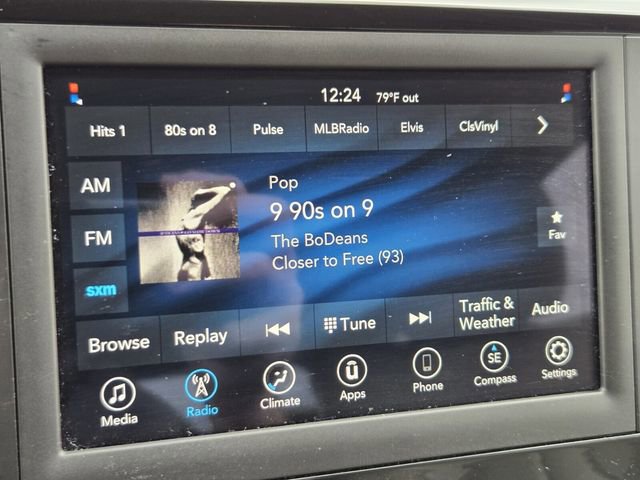 12:24 79°F out
Hits 1 80s on 8 Pulse MLBRadio Elvis ClsVinyl
AM
FM
sxm
Pop
9 90s on 9
The BoDeans
Closer to Free (93)
Fav
Browse Replay Tune Traffic & Weather Audio
Media Radio Climate Apps Phone Compass Settings
SE